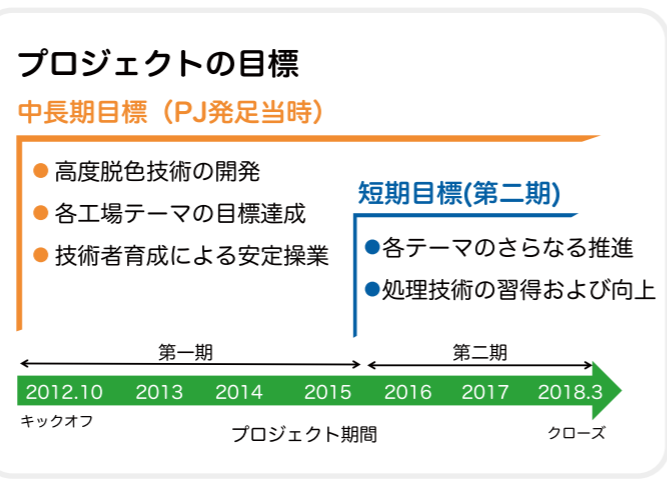 プロジェクトの目標
中長期目標（PJ発足当時）
● 高度脱色技術の開発
● 各工場テーマの目標達成
● 技術者育成による安定操業
短期目標(第二期)
●各テーマのさらなる推進
●処理技術の習得および向上
第一期 第二期
2012.10 2013 2014 2015 2016 2017 2018.3
キックオフ プロジェクト期間 クローズ